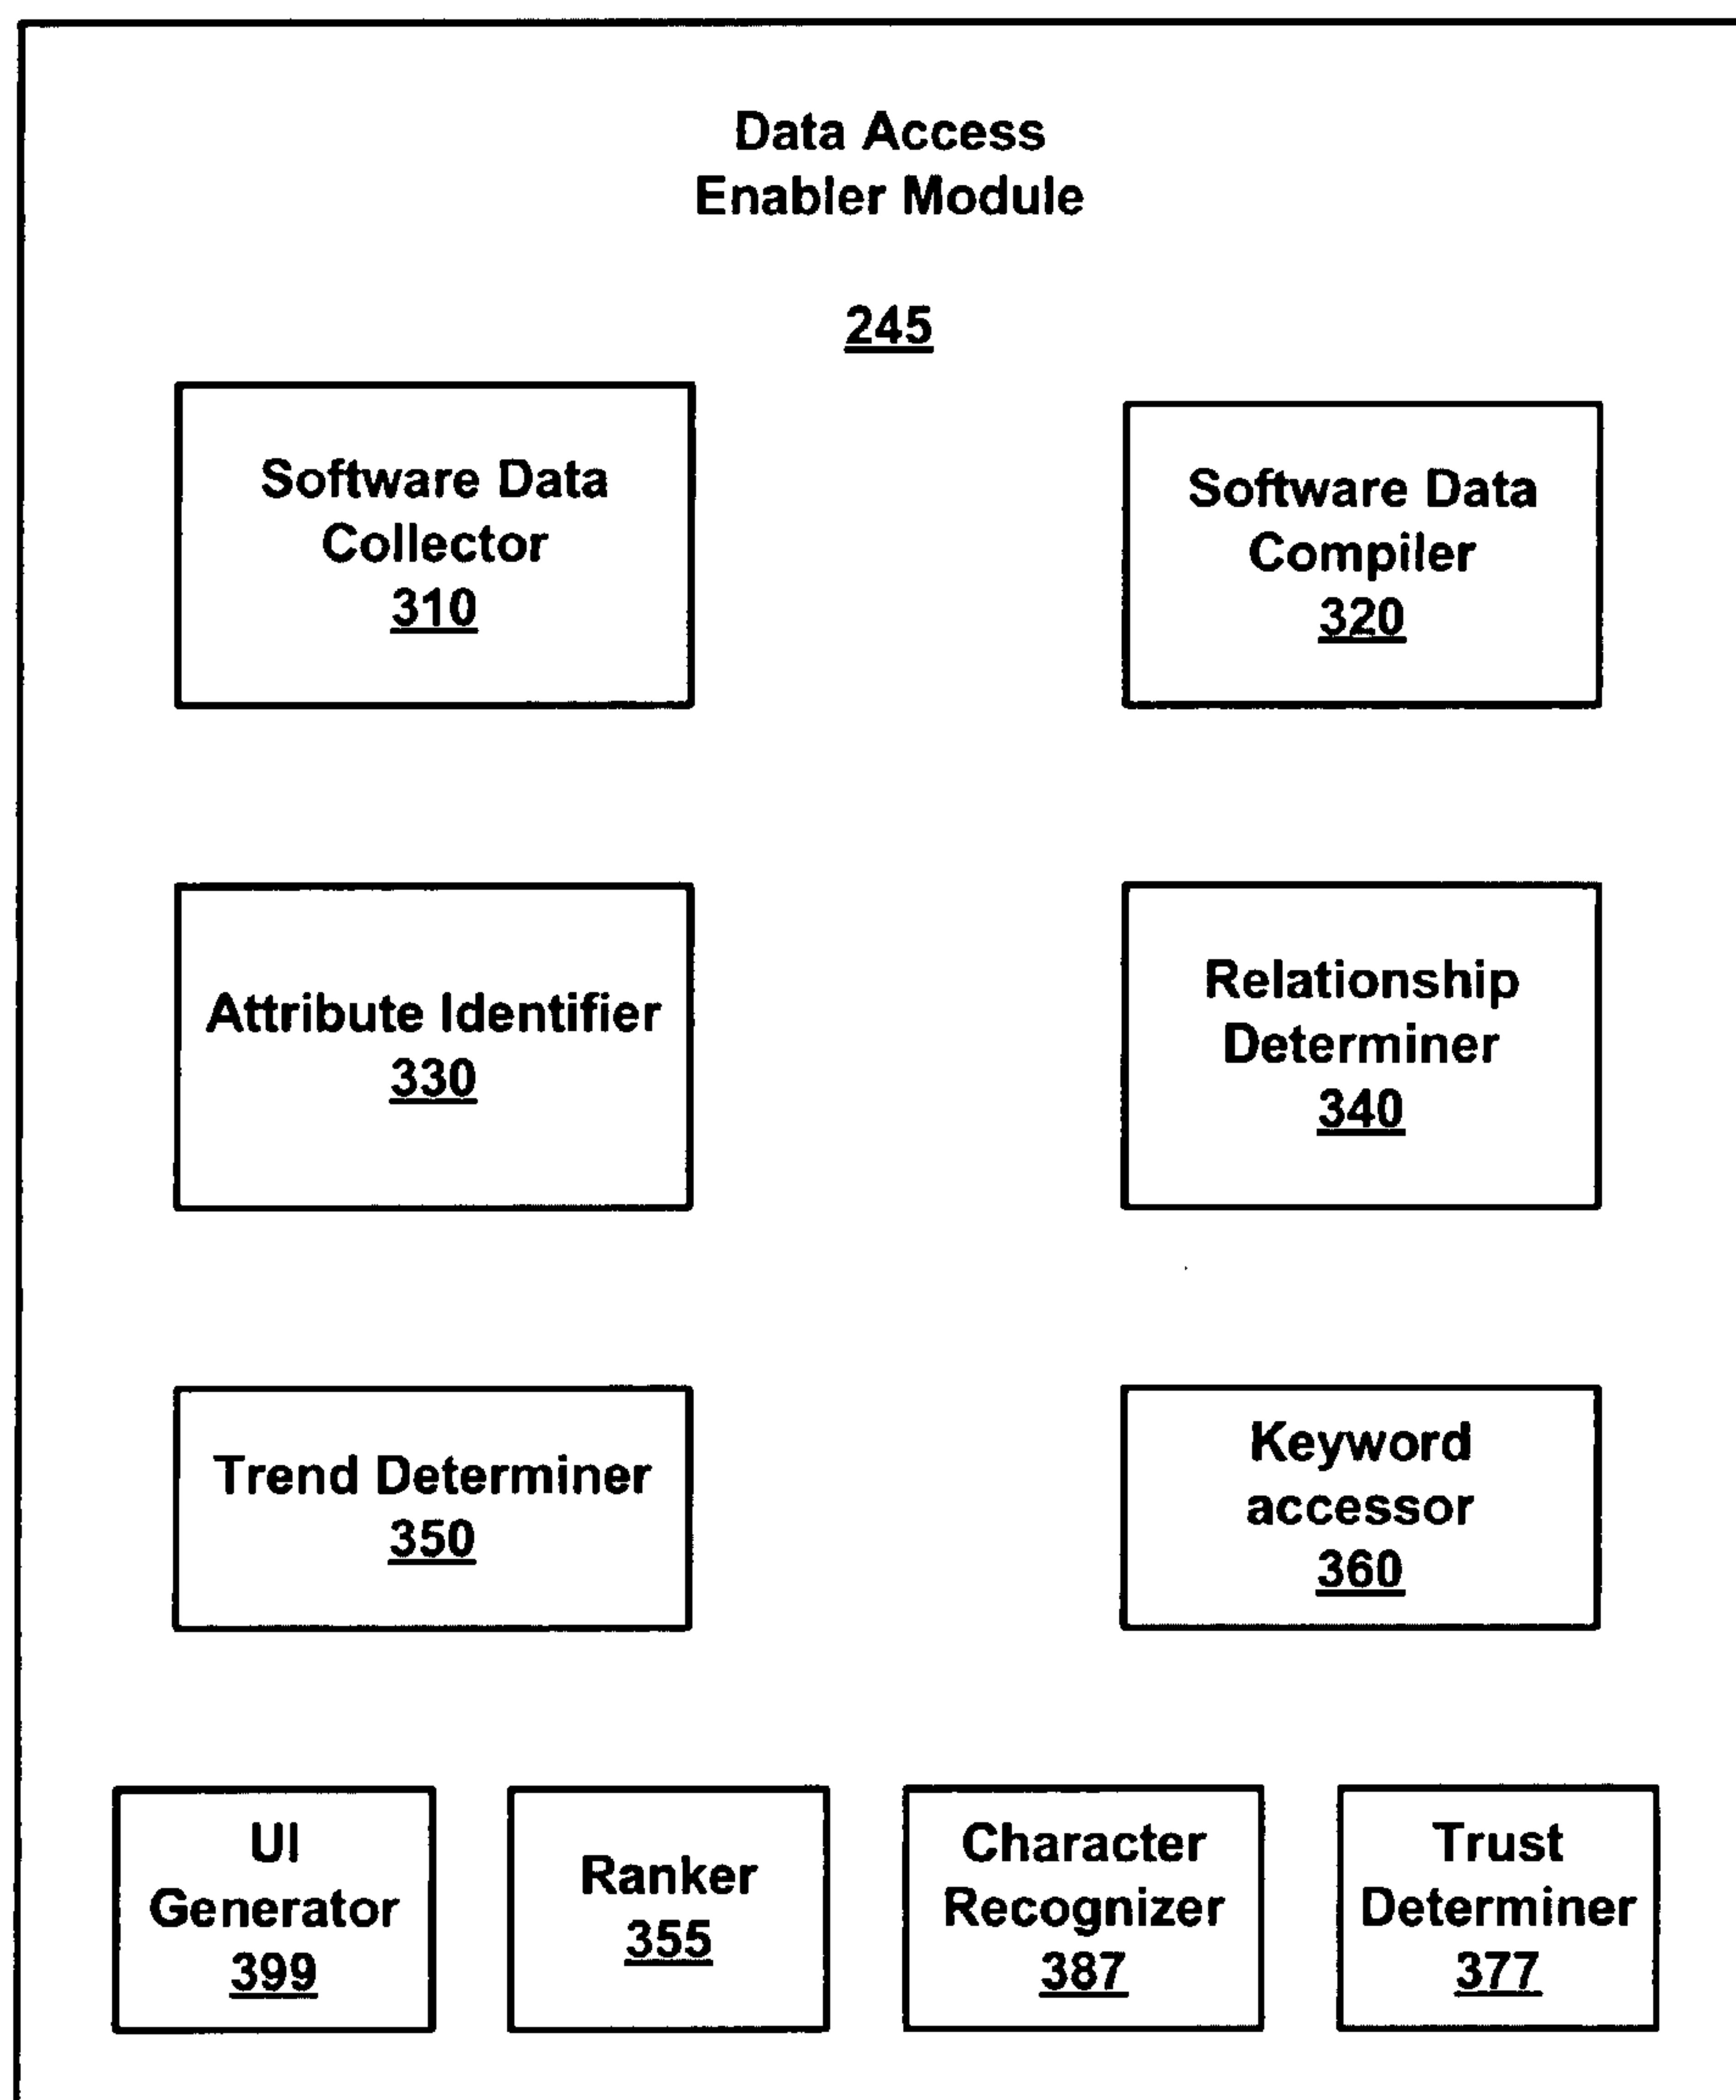 Data Access
Enabler Module
245
Software Data
Collector
310
Software Data
Compiler
320
Attribute Identifier
330
Relationship
Determiner
340
Trend Determiner
350
Keyword
accessor
360
UI
Generator
399
Ranker
355
Character
Recognizer
387
Trust
Determiner
377